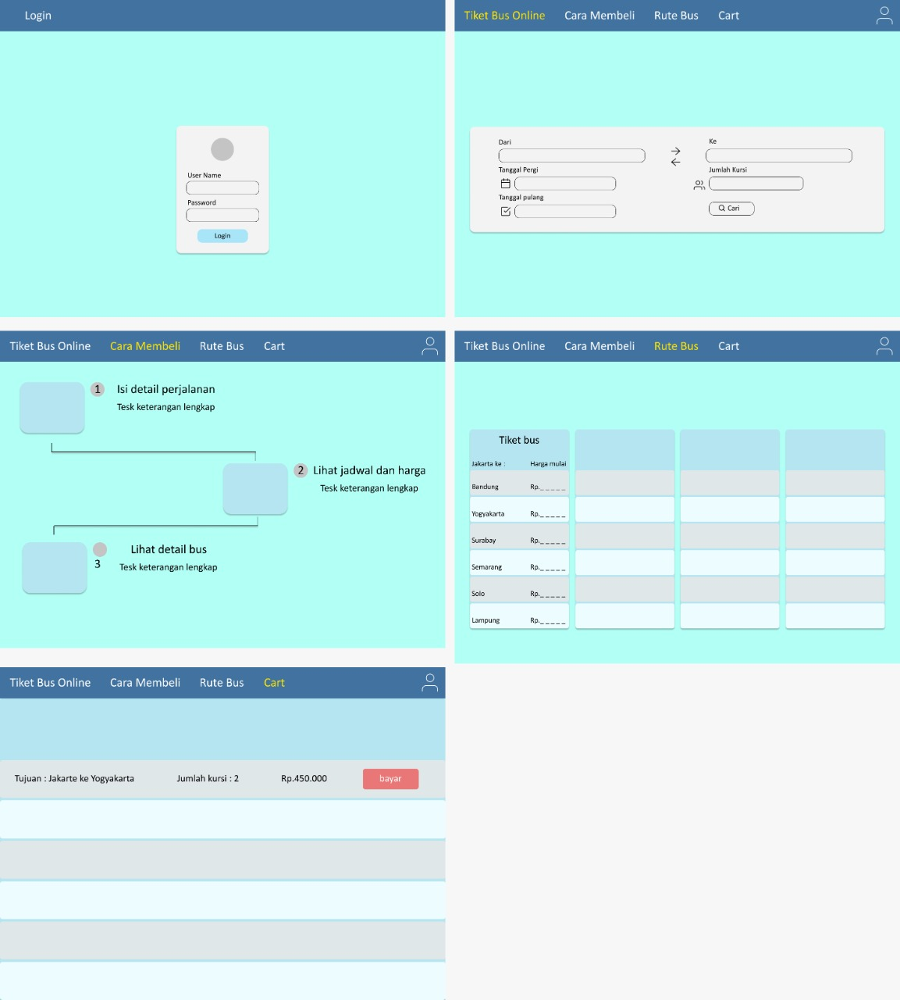 Login
User Name
Password
Login
Tiket Bus Online Cara Membeli Rute Bus Cart
Dari Ke
Tanggal Pergi Jumlah Kursi
Tanggal pulang
Cari
Tiket Bus Online Cara Membeli Rute Bus Cart
1 Isi detail perjalanan
Tesk keterangan lengkap
2 Lihat jadwal dan harga
Tesk keterangan lengkap
Lihat detail bus
3 Tesk keterangan lengkap
Tiket Bus Online Cara Membeli Rute Bus Cart
Tiket bus
Jakarta ke : Harga mulai
Bandung Rp._ _ _ _ _
Yogyakarta Rp._ _ _ _ _
Surabay Rp._ _ _ _ _
Semarang Rp._ _ _ _ _
Solo Rp._ _ _ _ _
Lampung Rp._ _ _ _ _
Tiket Bus Online Cara Membeli Rute Bus Cart
Tujuan : Jakarte ke Yogyakarta Jumlah kursi : 2 Rp.450.000 bayar